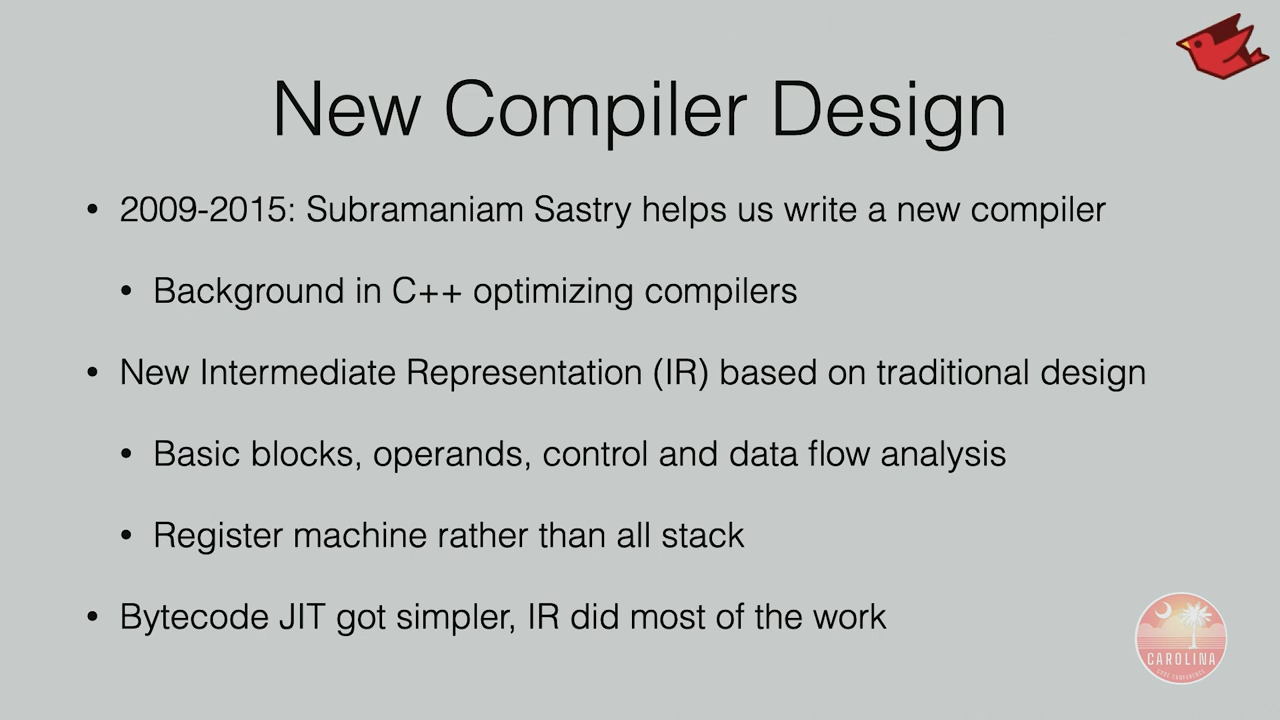 New Compiler Design
• 2009-2015: Subramaniam Sastry helps us write a new compiler
• Background in C++ optimizing compilers
• New Intermediate Representation (IR) based on traditional design
• Basic blocks, operands, control and data flow analysis
• Register machine rather than all stack
• Bytecode JIT got simpler, IR did most of the work
CAROLINA
CODE CONFERENCE